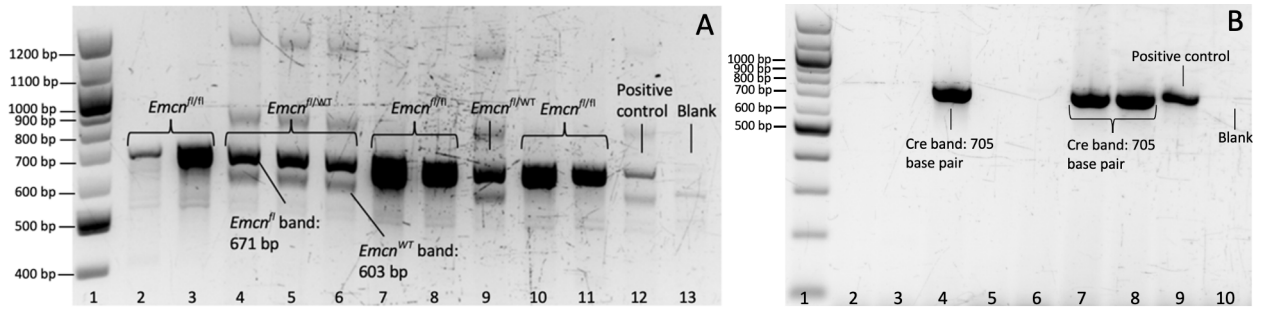 A
1200 bp
1100 bp
1000 bp
900 bp
800 bp
700 bp
600 bp
500 bp
400 bp
Emcnfl/fl
Emcnfl/WT
Emcnfl/fl
Emcnfl/WT
Emcnfl/fl
Positive
control
Blank
Emcnfl band:
671 bp
EmcnWT band:
603 bp
1 2 3 4 5 6 7 8 9 10 11 12 13
B
1000 bp
900 bp
800 bp
700 bp
600 bp
500 bp
Positive control
Cre band: 705
base pair
Cre band: 705
base pair
Blank
1 2 3 4 5 6 7 8 9 10